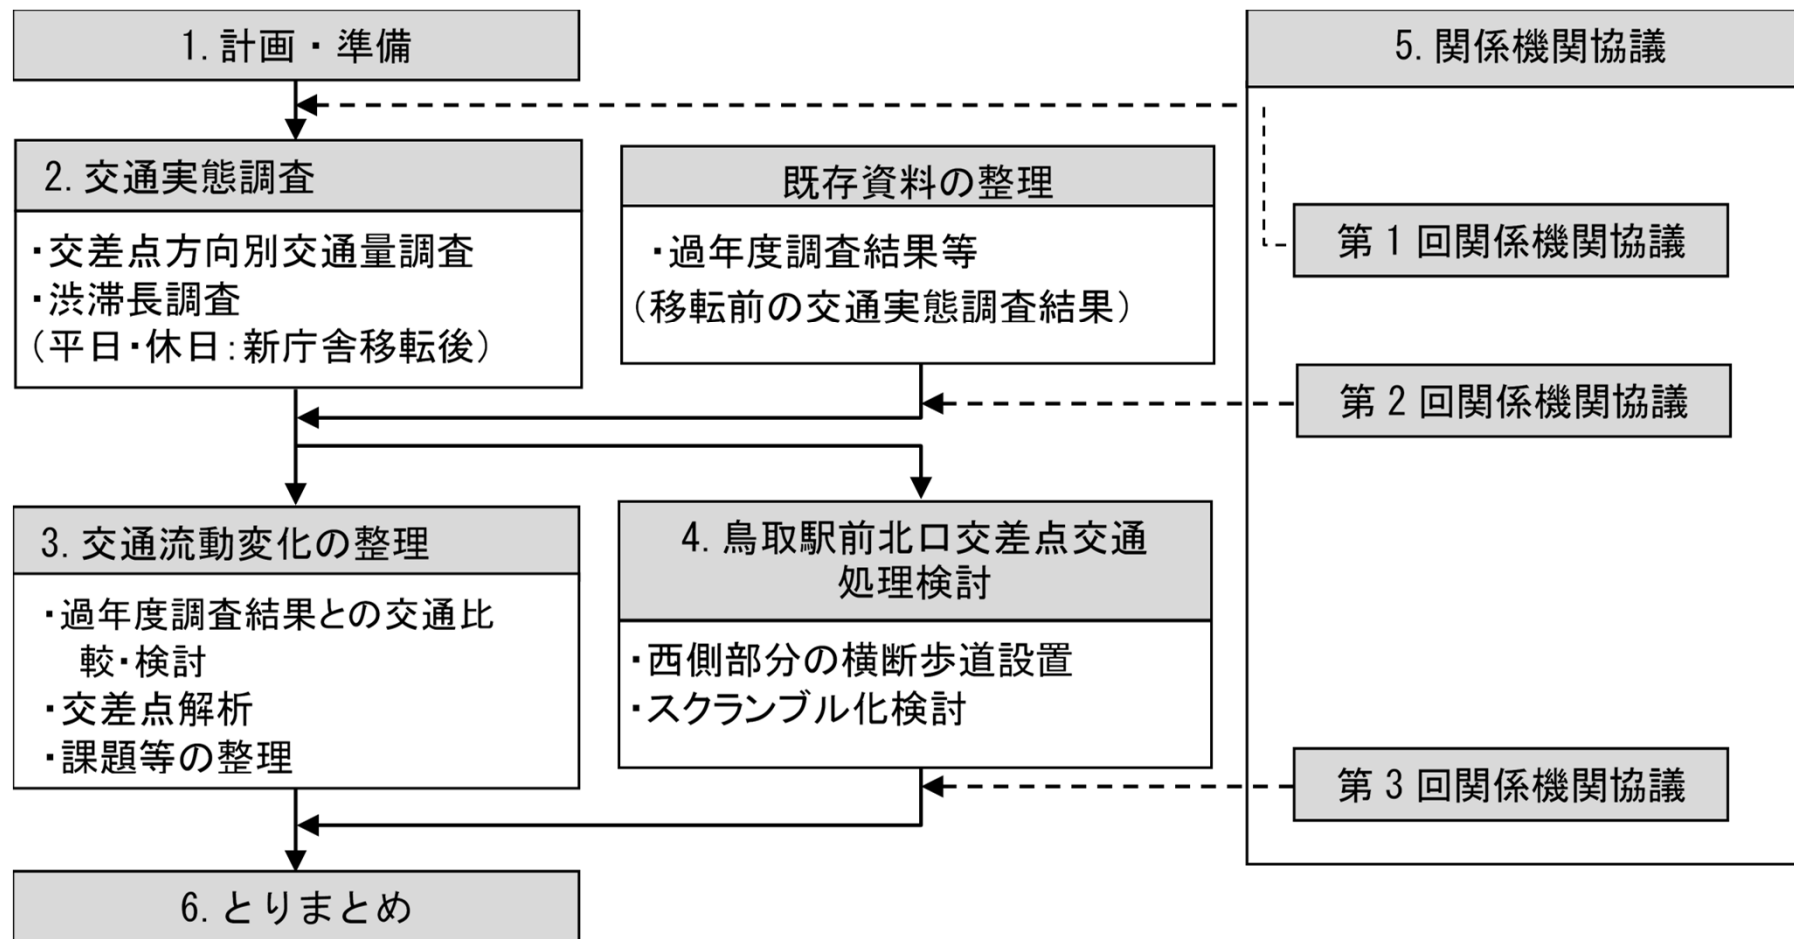 1. 計画・準備
5. 関係機関協議
2. 交通実態調査
・交差点方向別交通量調査
・渋滞長調査
(平日・休日:新庁舎移転後)
既存資料の整理
・過年度調査結果等
(移転前の交通実態調査結果)
第1回関係機関協議
第2回関係機関協議
3. 交通流動変化の整理
・過年度調査結果との交通比
較・検討
・交差点解析
・課題等の整理
4. 鳥取駅前北口交差点交通
処理検討
・西側部分の横断歩道設置
・スクランブル化検討
第3回関係機関協議
6. とりまとめ